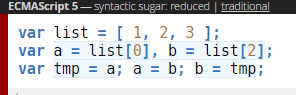 ECMAScript 5 — syntactic sugar: reduced | traditional
var list = [ 1, 2, 3 ];
var a = list[0], b = list[2];
var tmp = a; a = b; b = tmp;